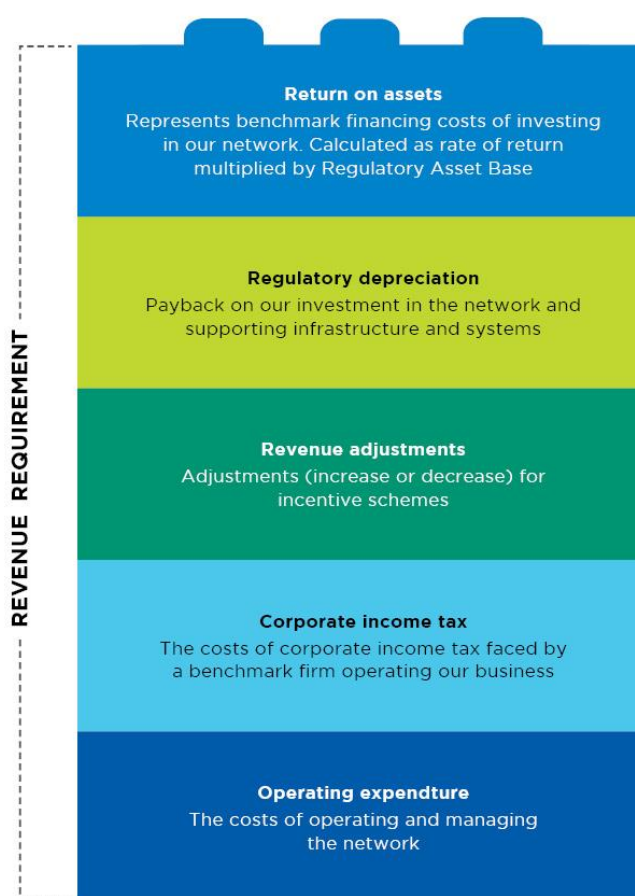 Return on assets
Represents benchmark financing costs of investing
in our network. Calculated as rate of return
multiplied by Regulatory Asset Base
Regulatory depreciation
Payback on our investment in the network and
supporting infrastructure and systems
REVENUE REQUIREMENT
Revenue adjustments
Adjustments (increase or decrease) for
incentive schemes
Corporate income tax
The costs of corporate income tax faced by
a benchmark firm operating our business
Operating expendture
The costs of operating and managing
the network